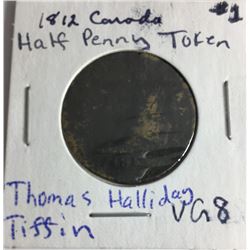 1812 Canada #1
Half Penny Token
Thomas Halliday
Tiffin VG8